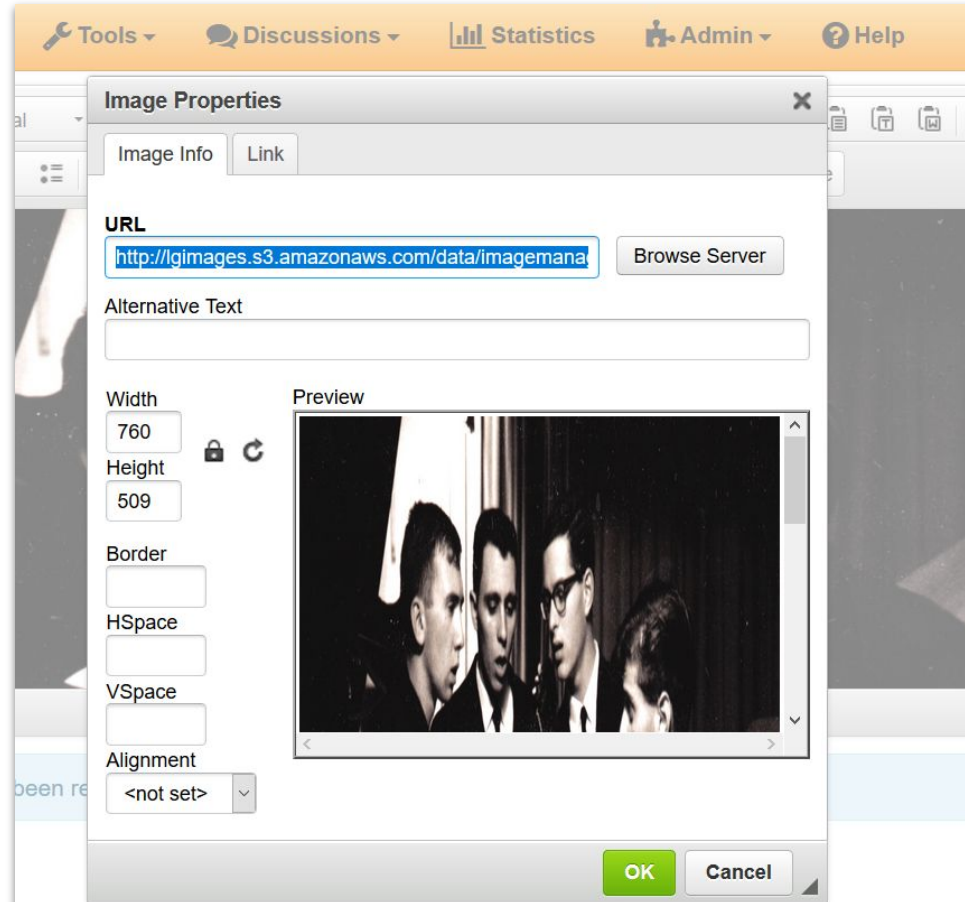 Tools Discussions Statistics Admin Help
Image Properties
al
Image Info Link
URL
http://lgimages.s3.amazonaws.com/data/imagemana
Browse Server
Alternative Text
Width
760
Preview
Height
509
Border
HSpace
VSpace
Alignment
<not set>
been re
OK Cancel